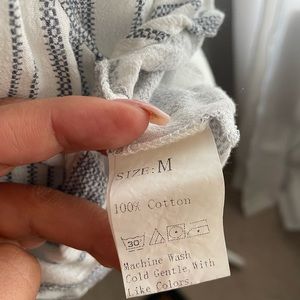 SIZE: M
100% Cotton
30
Machine Wash
Cold Gentle With
Like Colors.